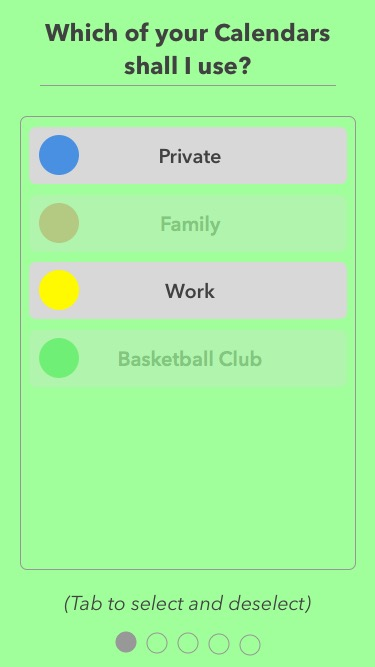 Which of your Calendars
shall I use?
Private
Family
Work
Basketball Club
(Tab to select and deselect)